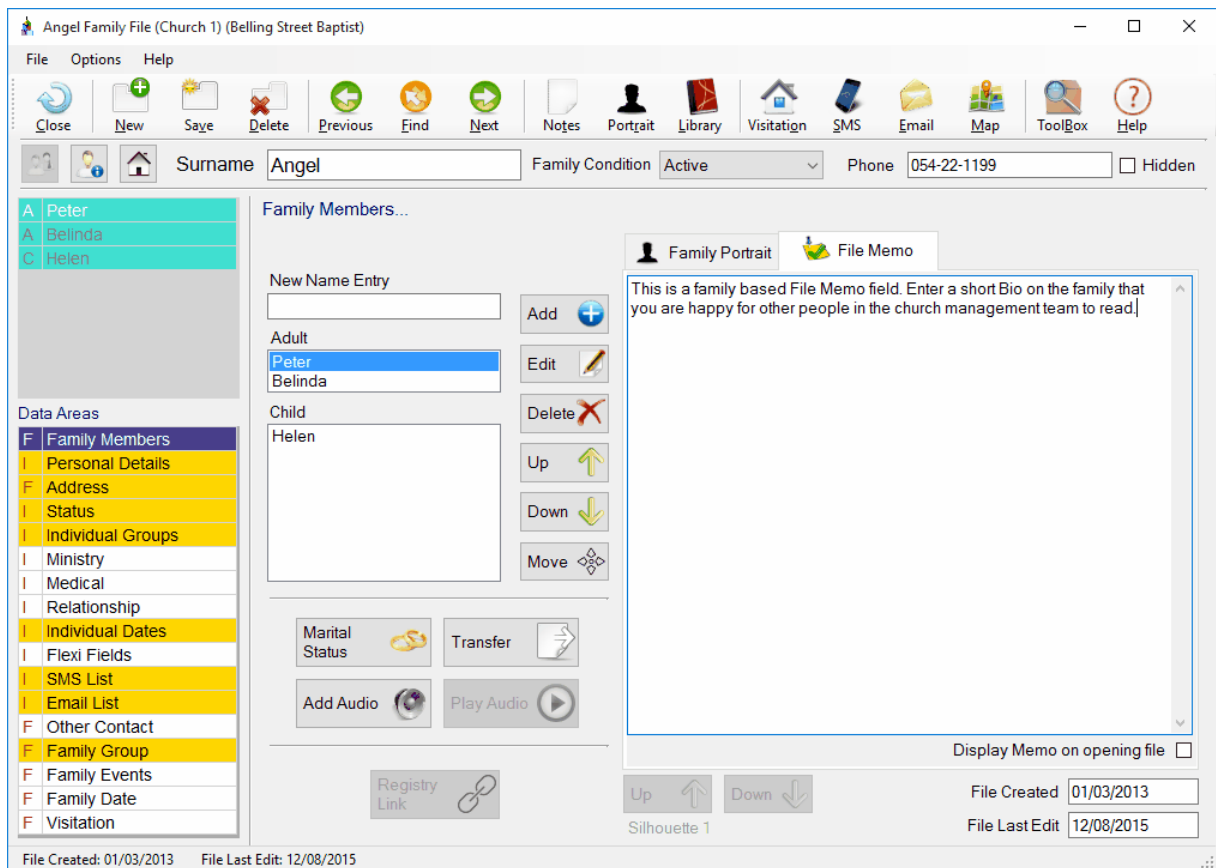 Angel Family File (Church 1) (Belling Street Baptist)
File Options Help
Close New Save Delete Previous Find Next Notes Portrait Library Visitation SMS Email Map ToolBox Help
Surname Angel Family Condition Active Phone 054-22-1199 Hidden
A Peter
A Belinda
C Helen
Data Areas
F Family Members
I Personal Details
F Address
I Status
I Individual Groups
I Ministry
I Medical
I Relationship
I Individual Dates
I Flexi Fields
I SMS List
I Email List
F Other Contact
F Family Group
F Family Events
F Family Date
F Visitation
Family Members...
New Name Entry
Adult
Peter
Belinda
Child
Helen
Add
Edit
Delete
Up
Down
Move
Marital
Status
Transfer
Add Audio
Play Audio
Registry
Link
Family Portrait File Memo
This is a family based File Memo field. Enter a short Bio on the family that
you are happy for other people in the church management team to read.
Display Memo on opening file
Up Down
Silhouette 1
File Created 01/03/2013
File Last Edit 12/08/2015
File Created: 01/03/2013 File Last Edit: 12/08/2015